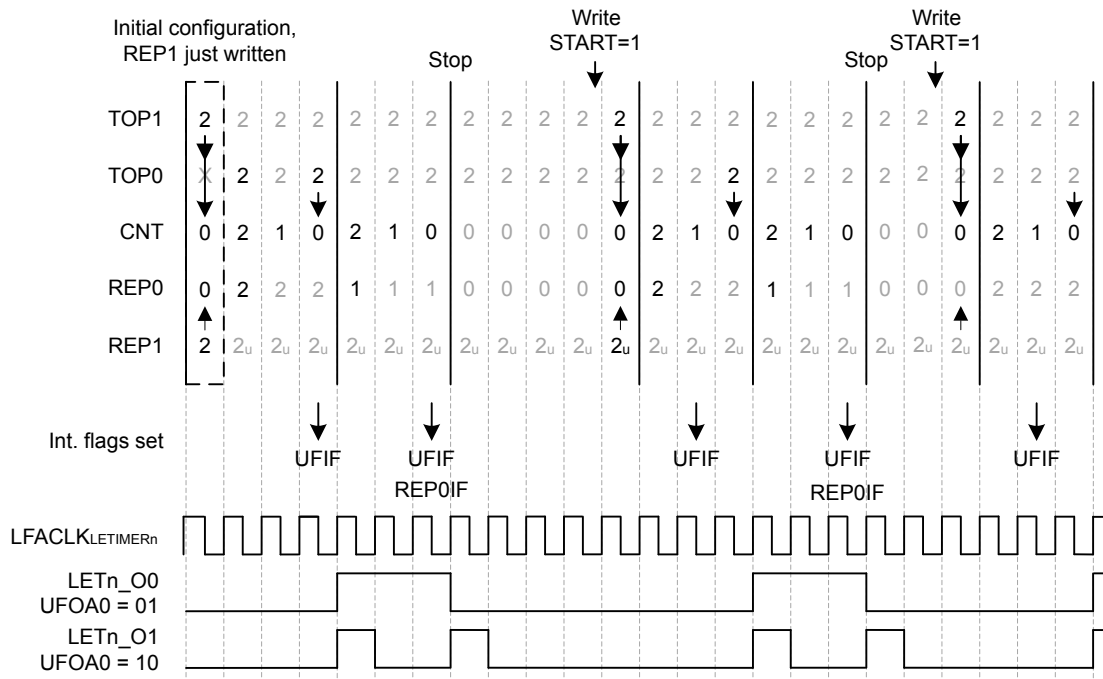 Initial configuration,
REP1 just written
Stop
Write
START=1
Stop
Write
START=1
TOP1 2 2 2 2 2 2 2 2 2 2 2 2 2 2 2 2 2 2 2 2 2 2 2 2
TOP0 X 2 2 2 2 2 2 2 2 2 2 2 2 2 2 2 2 2 2 2 2 2 2 2
CNT 0 2 1 0 2 1 0 0 0 0 0 0 2 1 0 2 1 0 0 0 0 2 1 0
REP0 0 2 2 2 1 1 1 0 0 0 0 0 2 2 2 1 1 1 0 0 0 2 2 2
REP1 2 2u 2u 2u 2u 2u 2u 2u 2u 2u 2u 2u 2u 2u 2u 2u 2u 2u 2u 2u 2u 2u 2u 2u
Int. flags set
UFIF UFIF UFIF UFIF UFIF
REP0IF REP0IF
LFACLKLETIMERn
LETn_O0
UFOA0 = 01
LETn_O1
UFOA0 = 10